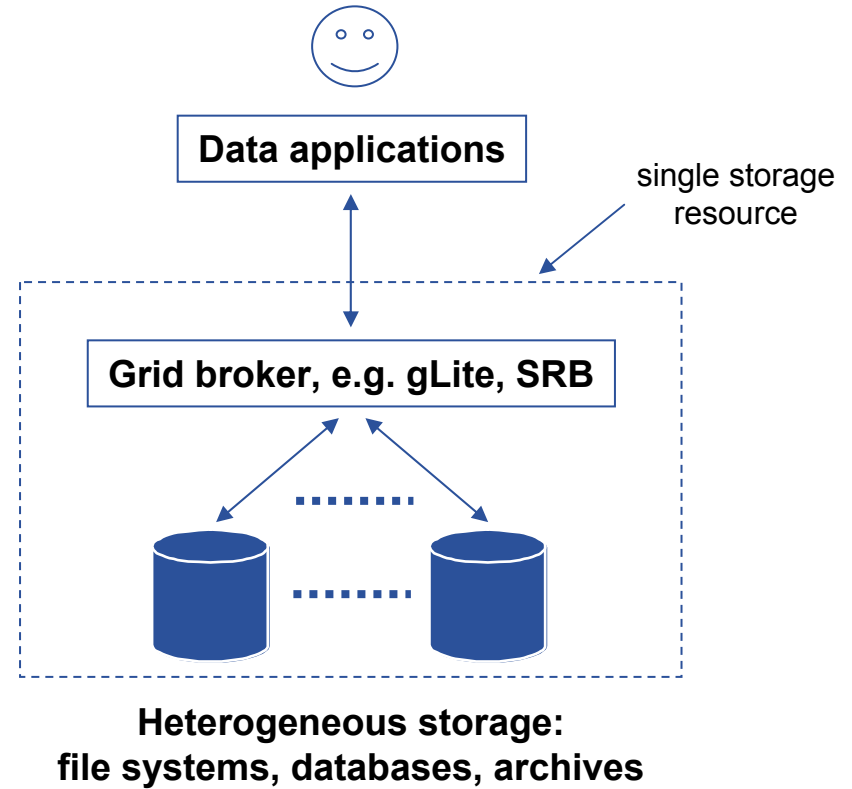 Data applications
single storage
resource
Grid broker, e.g. gLite, SRB
Heterogeneous storage:
file systems, databases, archives